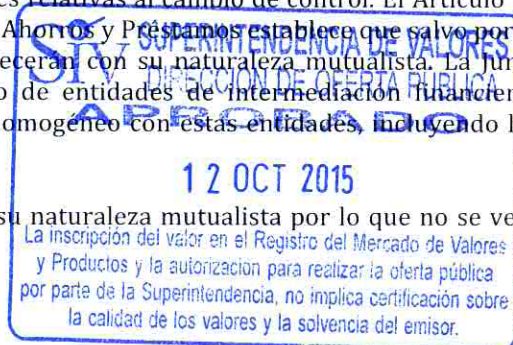 es relativas al cambio de control. El Artículo
Ahorros y Préstamos establece que salvo por
SIV SUPERINTENDENCIA DE VALORES
ecerán con su naturaleza mutualista. La Jun
DIRECCIÓN DE OFERTA PÚBLICA
o de entidades de intermediación financier
APROBADO
omogéneo con estas entidades, incluyendo l
12 OCT 2015
su naturaleza mutualista por lo que no se ve
La inscripción del valor en el Registro del Mercado de Valores
y Productos y la autorización para realizar la oferta pública
por parte de la Superintendencia, no implica certificación sobre
la calidad de los valores y la solvencia del emisor.